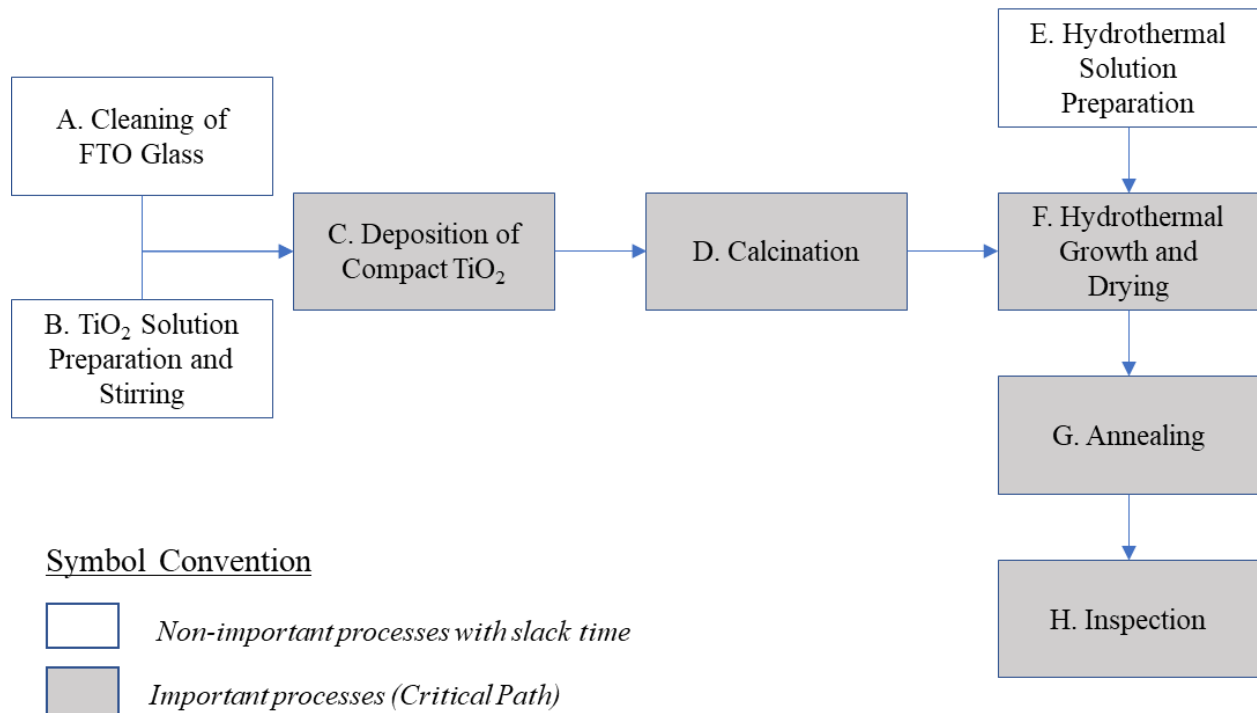 A. Cleaning of
FTO Glass
B. TiO₂ Solution
Preparation and
Stirring
C. Deposition of
Compact TiO₂
D. Calcination
E. Hydrothermal
Solution
Preparation
F. Hydrothermal
Growth and
Drying
G. Annealing
H. Inspection
Symbol Convention
Non-important processes with slack time
Important processes (Critical Path)